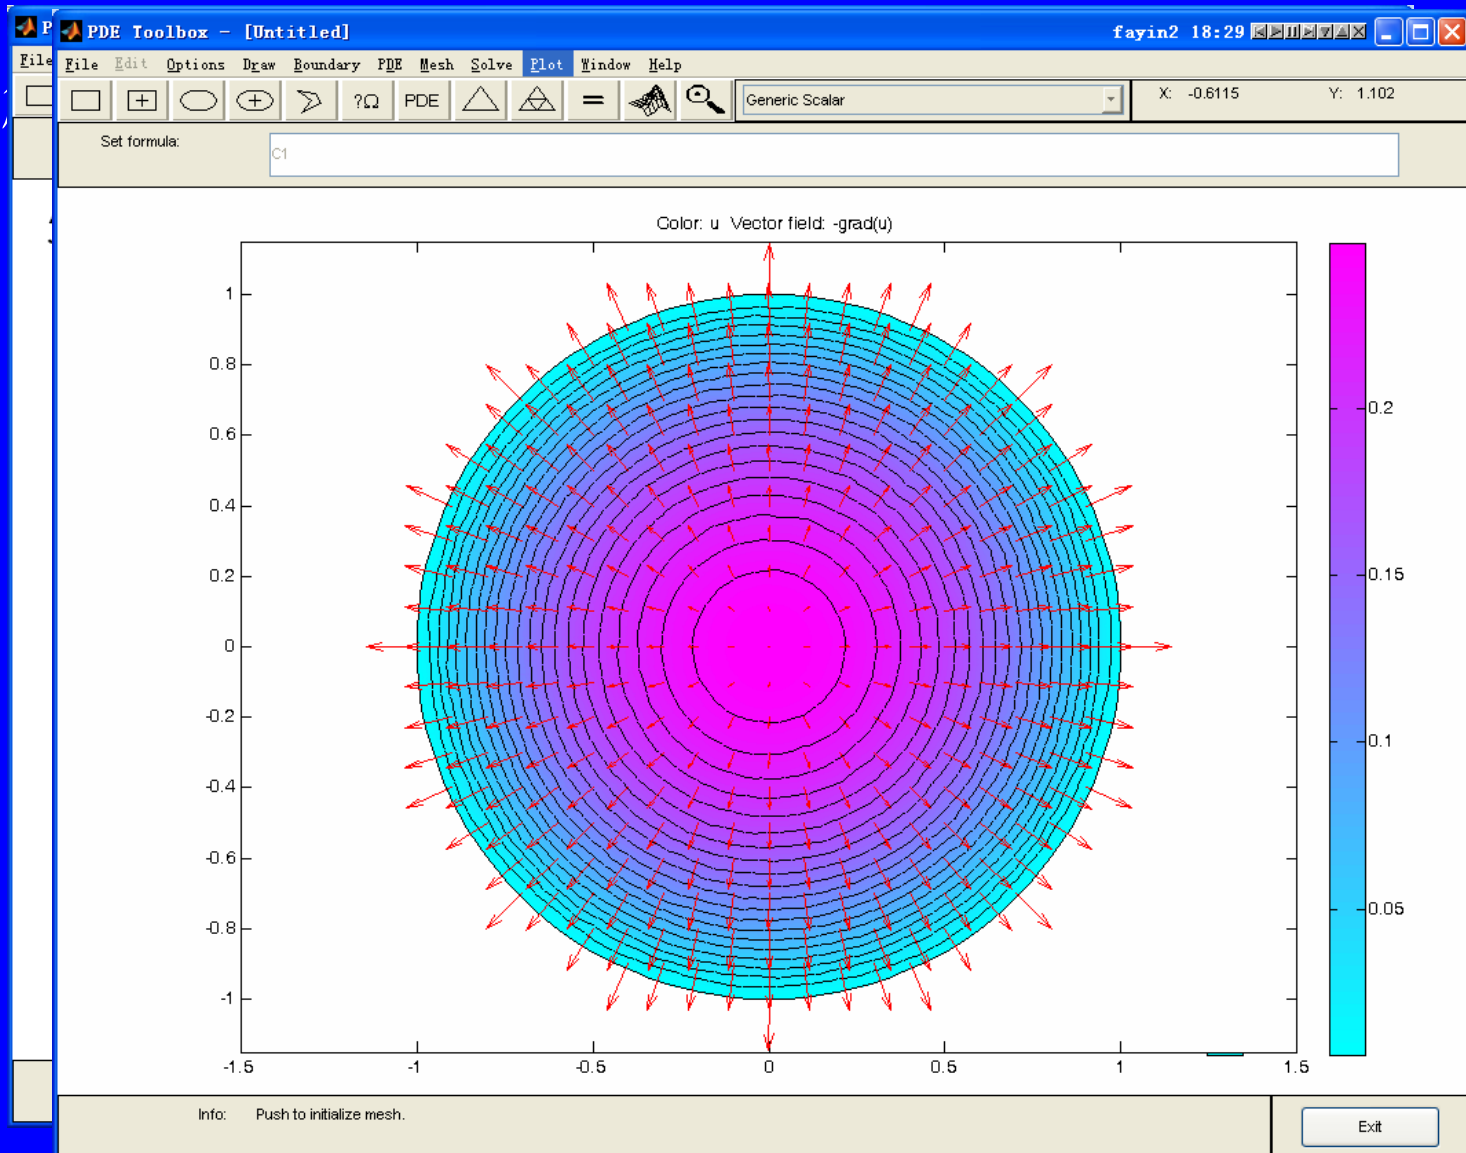 P
PDE Toolbox - [Untitled]
fayin2 18:29
File
File Edit Options Draw Boundary PDE Mesh Solve Plot Window Help
?Ω PDE
Generic Scalar
X: -0.6115 Y: 1.102
Set formula:
C1
Color: u Vector field: -grad(u)
1
0.8
0.6
0.4
0.2
0
-0.2
-0.4
-0.6
-0.8
-1
-1.5 -1 -0.5 0 0.5 1 1.5
0.2
0.15
0.1
0.05
Info: Push to initialize mesh.
Exit